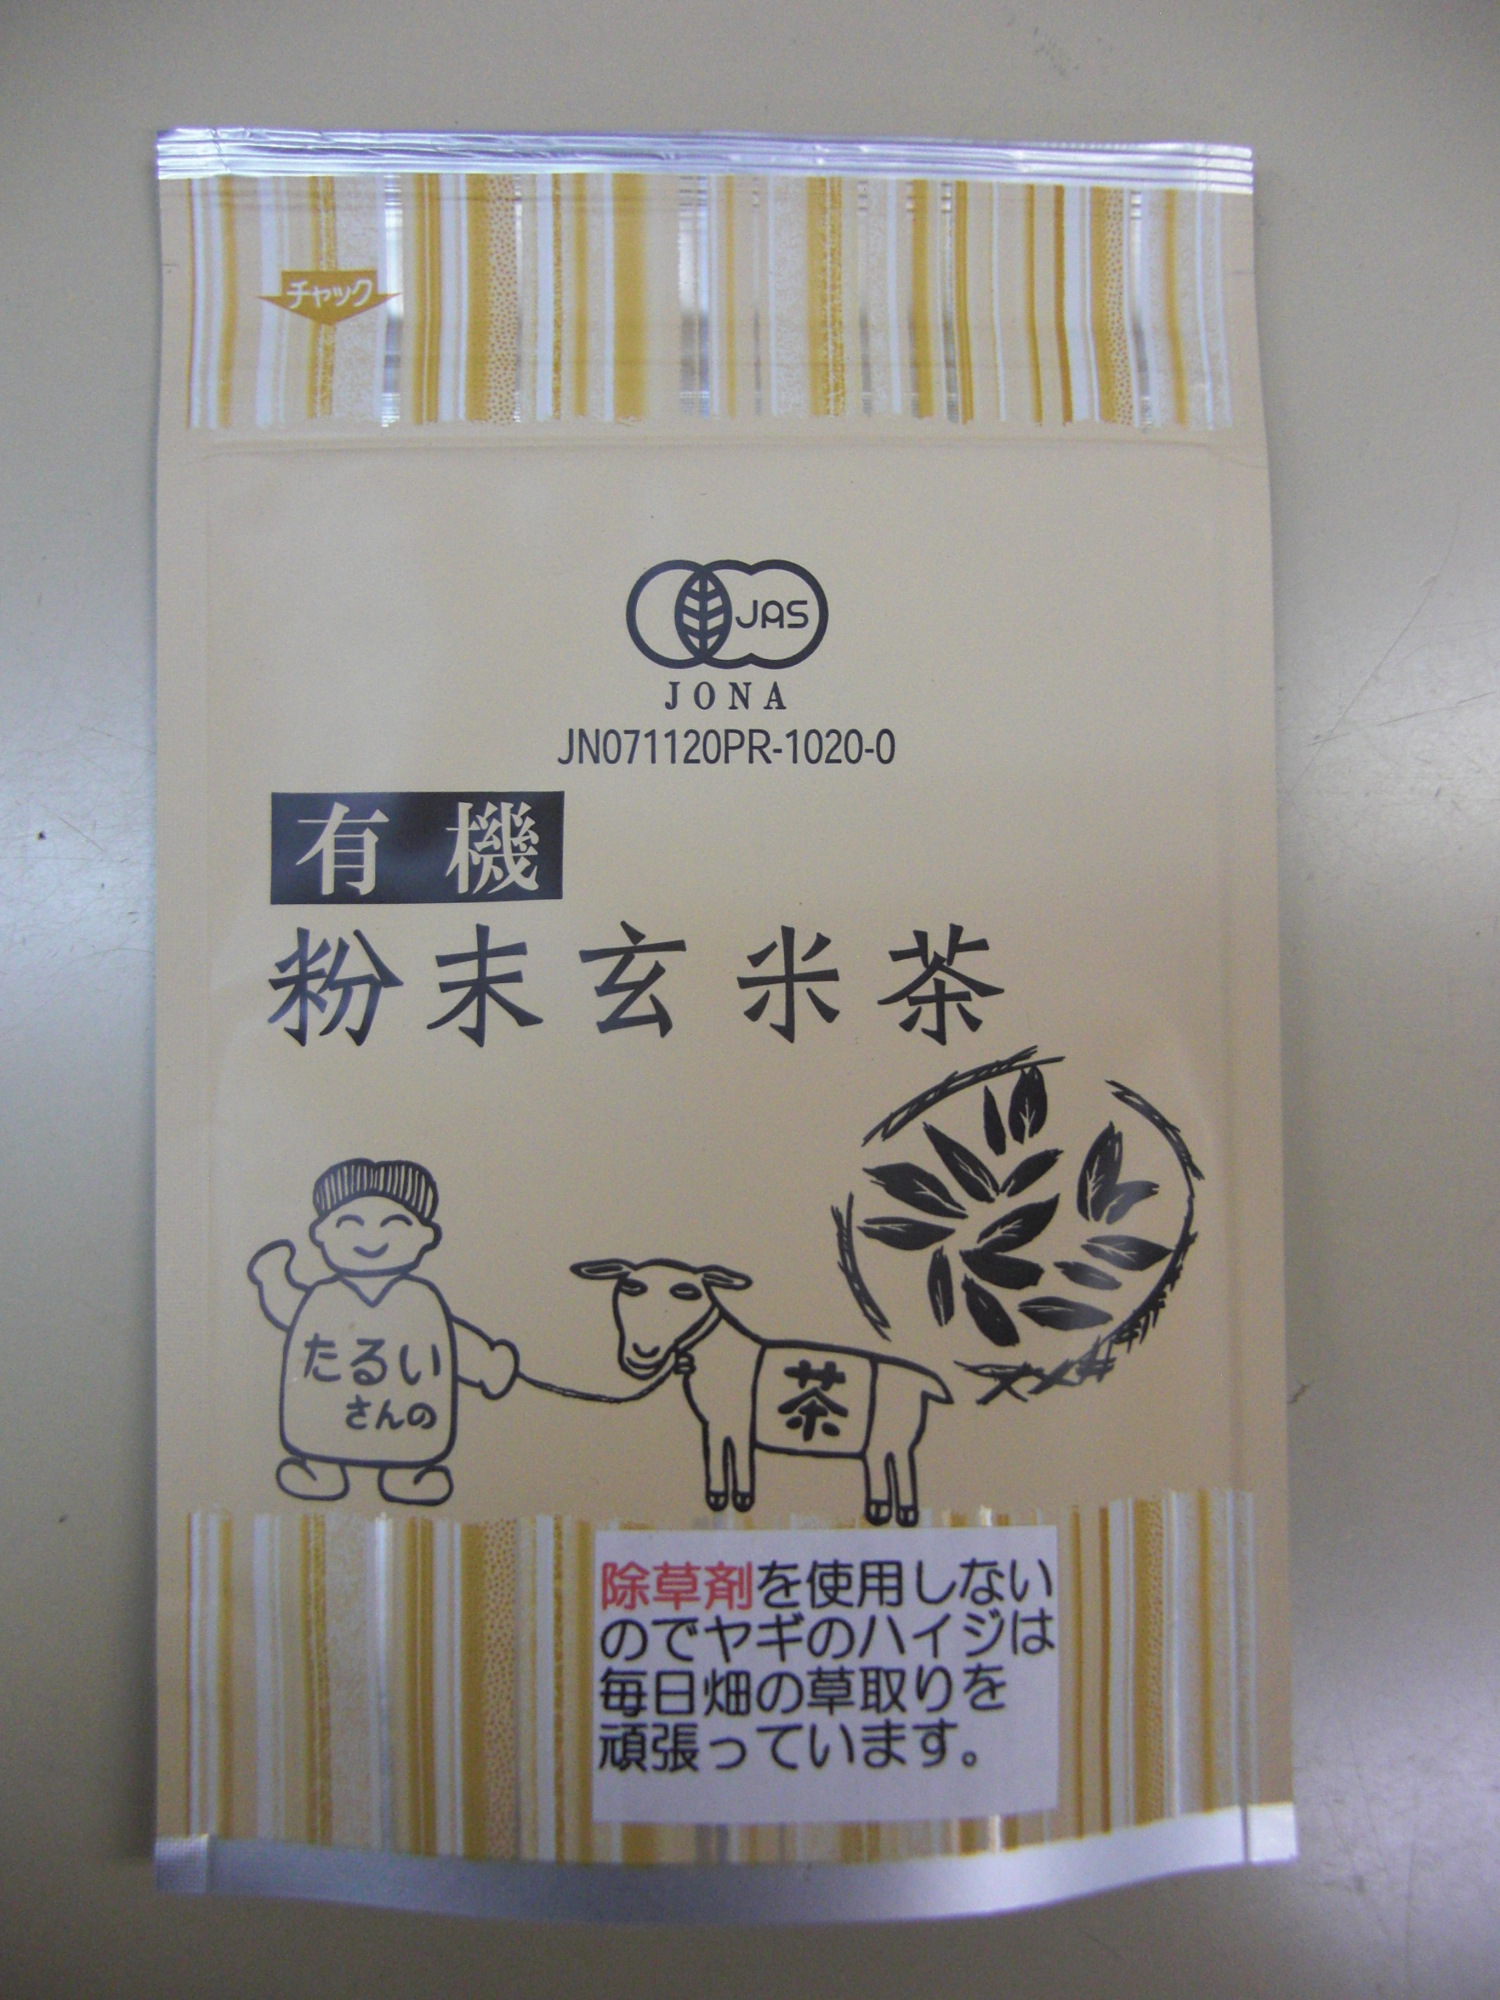 チャック
JAS
JONA
JN071120PR-1020-0
有機
粉末玄米茶
たるい
さんの
茶
除草剤を使用しない
のでヤギのハイジは
毎日畑の草取りを
頑張っています。